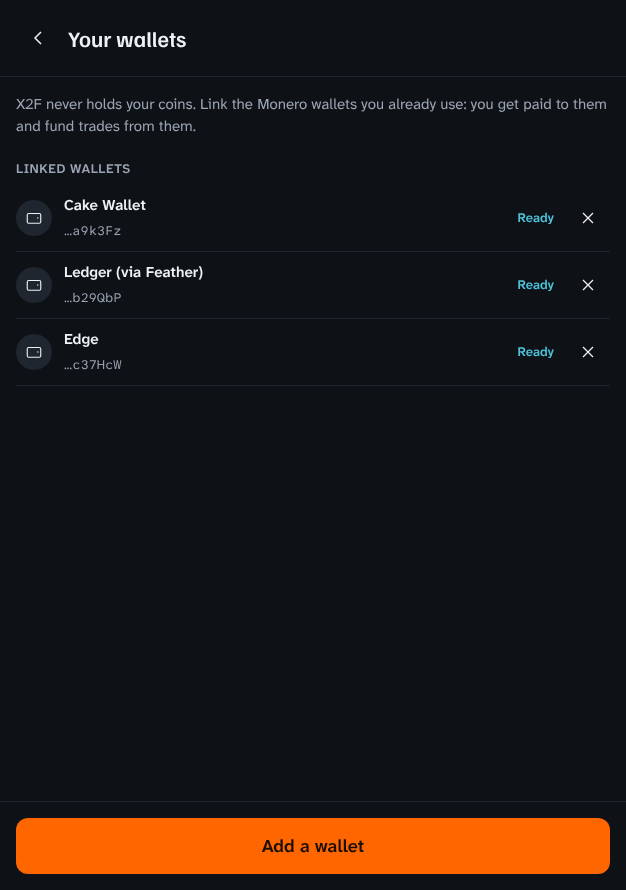 Your wallets
X2F never holds your coins. Link the Monero wallets you already use: you get paid to them
and fund trades from them.
LINKED WALLETS
Cake Wallet
…a9k3Fz
Ready
Ledger (via Feather)
…b29QbP
Ready
Edge
…c37HcW
Ready
Add a wallet